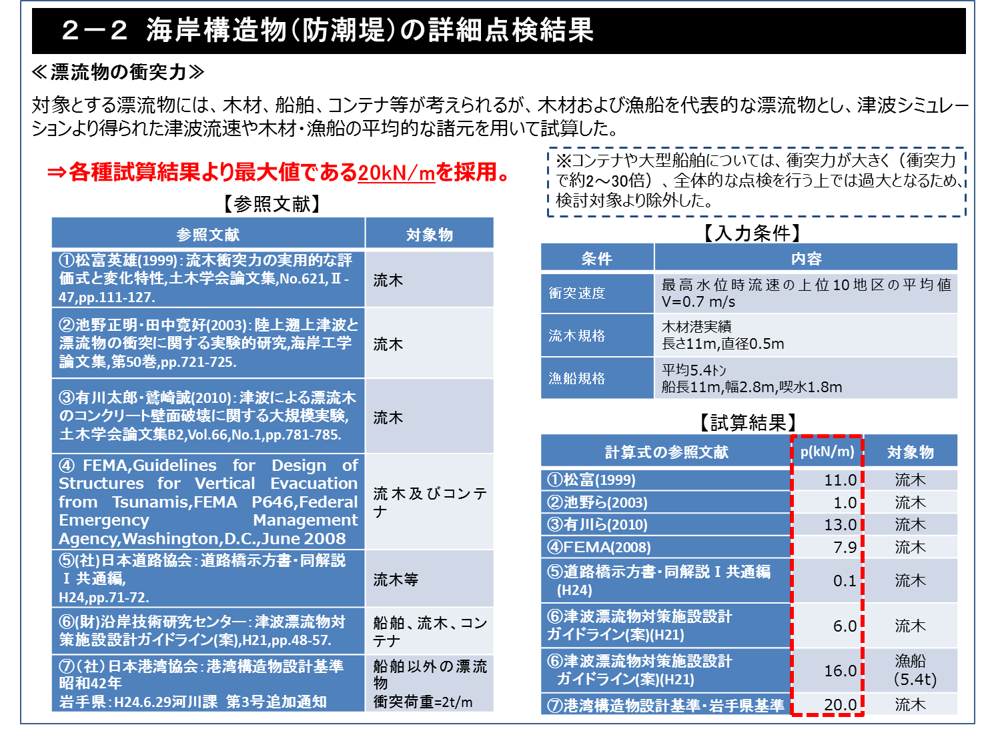 ２－２ 海岸構造物（防潮堤）の詳細点検結果
≪漂流物の衝突力≫
対象とする漂流物には、木材、船舶、コンテナ等が考えられるが、木材および漁船を代表的な漂流物とし、津波シミュレー
ションより得られた津波流速や木材・漁船の平均的な諸元を用いて試算した。
⇒各種試算結果より最大値である20kN/mを採用。
※コンテナや大型船舶については、衝突力が大きく（衝突力
で約2～30倍）、全体的な点検を行う上では過大となるため、
検討対象より除外した。
【参照文献】
参照文献 対象物
①松富英雄(1999)：流木衝突力の実用的な評
価式と変化特性,土木学会論文集,No.621,Ⅱ-
47,pp.111-127.
流木
②池野正明・田中寛好(2003)：陸上遡上津波と
漂流物の衝突に関する実験的研究,海岸工学
論文集,第50巻,pp.721-725.
流木
③有川太郎・鷲崎誠(2010)：津波による漂流木
のコンクリート壁面破壊に関する大規模実験,
土木学会論文集B2,Vol.66,No.1,pp.781-785.
流木
④ FEMA,Guidelines for Design of
Structures for Vertical Evacuation
from Tsunamis,FEMA P646,Federal
Emergency Management
Agency,Washington,D.C.,June 2008
流木及びコンテ
ナ
⑤(社)日本道路協会：道路橋示方書・同解説
Ⅰ共通編,
H24,pp.71-72.
流木等
⑥(財)沿岸技術研究センター：津波漂流物対
策施設設計ガイドライン(案),H21,pp.48-57.
船舶、流木、コン
テナ
⑦（社）日本港湾協会：港湾構造物設計基準
昭和42年
岩手県：H24.6.29河川課 第3号追加通知
船舶以外の漂流
物
衝突荷重=2t/m
【入力条件】
条件 内容
衝突速度
最高水位時流速の上位10地区の平均値
V=0.7 m/s
流木規格
木材港実績
長さ11m,直径0.5m
漁船規格
平均5.4ﾄﾝ
船長11m,幅2.8m,喫水1.8m
【試算結果】
計算式の参照文献 p(kN/m) 対象物
①松富(1999) 11.0 流木
②池野ら(2003) 1.0 流木
③有川ら(2010) 13.0 流木
④FEMA(2008) 7.9 流木
⑤道路橋示方書・同解説Ⅰ共通編
(H24)
0.1 流木
⑥津波漂流物対策施設設計
ガイドライン(案)(H21)
6.0 流木
⑥津波漂流物対策施設設計
ガイドライン(案)(H21)
16.0 漁船
（5.4t)
⑦港湾構造物設計基準・岩手県基準 20.0 流木